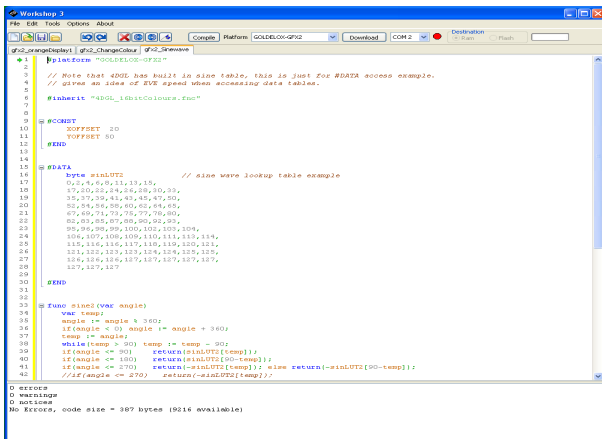 Workshop 3
File Edit Tools Options About
Compile Platform GOLDELOX-GFX2 Download COM 2 Destination Ram Flash
gfx2_orangeDisplay1 gfx2_ChangeColour gfx2_Sinewave
1 #platform "GOLDELOX-GFX2"
2
3 // Note that 4DGL has built in sine table, this is just for #DATA access example.
4 // gives an idea of EVE speed when accessing data tables.
5
6 #inherit "4DGL_16bitColours.fnc"
7
8
9 #CONST
10 XOFFSET 20
11 YOFFSET 50
12 #END
13
14
15 #DATA
16 byte sinLUT2 // sine wave lookup table example
17 0,2,4,6,8,11,13,15,
18 17,20,22,24,26,28,30,33,
19 35,37,39,41,43,45,47,50,
20 52,54,56,58,60,62,64,65,
21 67,69,71,73,75,77,78,80,
22 82,83,85,87,88,90,92,93,
23 95,96,98,99,100,102,103,104,
24 106,107,108,109,110,111,113,114,
25 115,116,116,117,118,119,120,121,
26 121,122,123,123,124,124,125,125,
27 126,126,126,127,127,127,127,127,
28 127,127,127
29
30 #END
31
32
33 func sine2(var angle)
34 var temp;
35 angle := angle % 360;
36 if(angle < 0) angle := angle + 360;
37 temp := angle;
38 while(temp > 90) temp := temp - 90;
39 if(angle <= 90) return(sinLUT2[temp]);
40 if(angle <= 180) return(sinLUT2[90-temp]);
41 if(angle <= 270) return(-sinLUT2[temp]); else return(-sinLUT2[90-temp]);
42 //if(angle <= 270) return(-sinLUT2[temp]);
0 errors
0 warnings
0 notices
No Errors, code size = 387 bytes (9216 available)